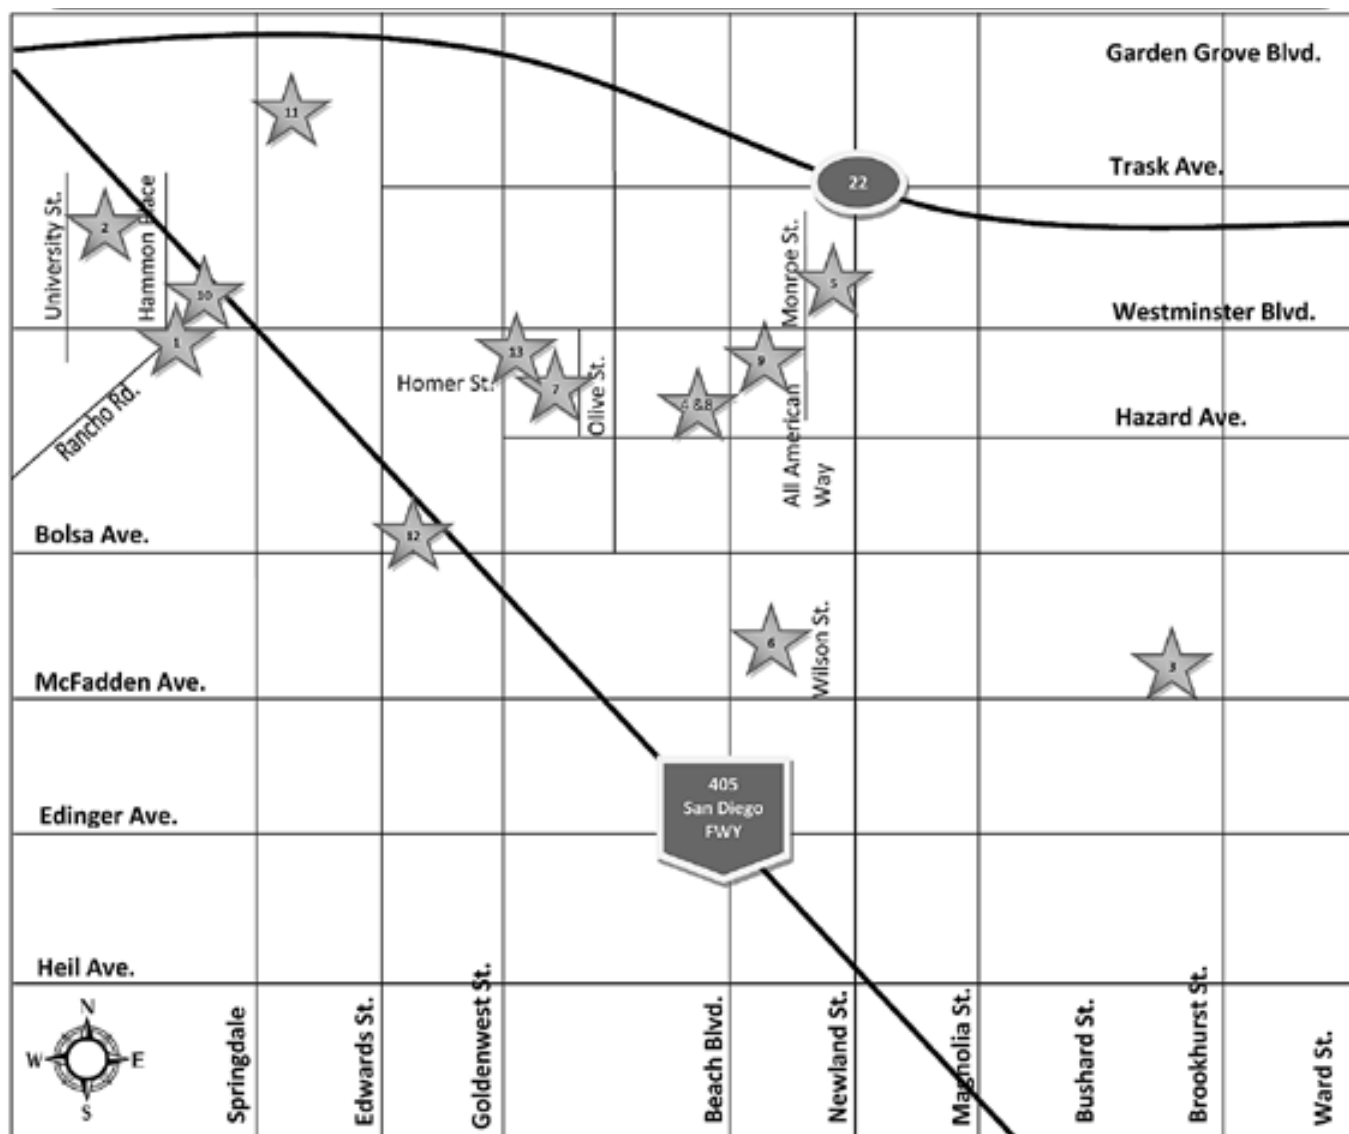 Garden Grove Blvd.
11
Trask Ave.
22
University St.
2
Hammon Place
Monroe St.
5
10
Westminster Blvd.
1
13
9
Homer St.
7
Olive St.
4 &8
Rancho Rd.
All American
Way
Hazard Ave.
Bolsa Ave.
12
6
Wilson St.
3
McFadden Ave.
405
San Diego
FWY
Edinger Ave.
Heil Ave.
N
W
E
S
Springdale
Edwards St.
Goldenwest St.
Beach Blvd.
Newland St.
Magnolia St.
Bushard St.
Brookhurst St.
Ward St.